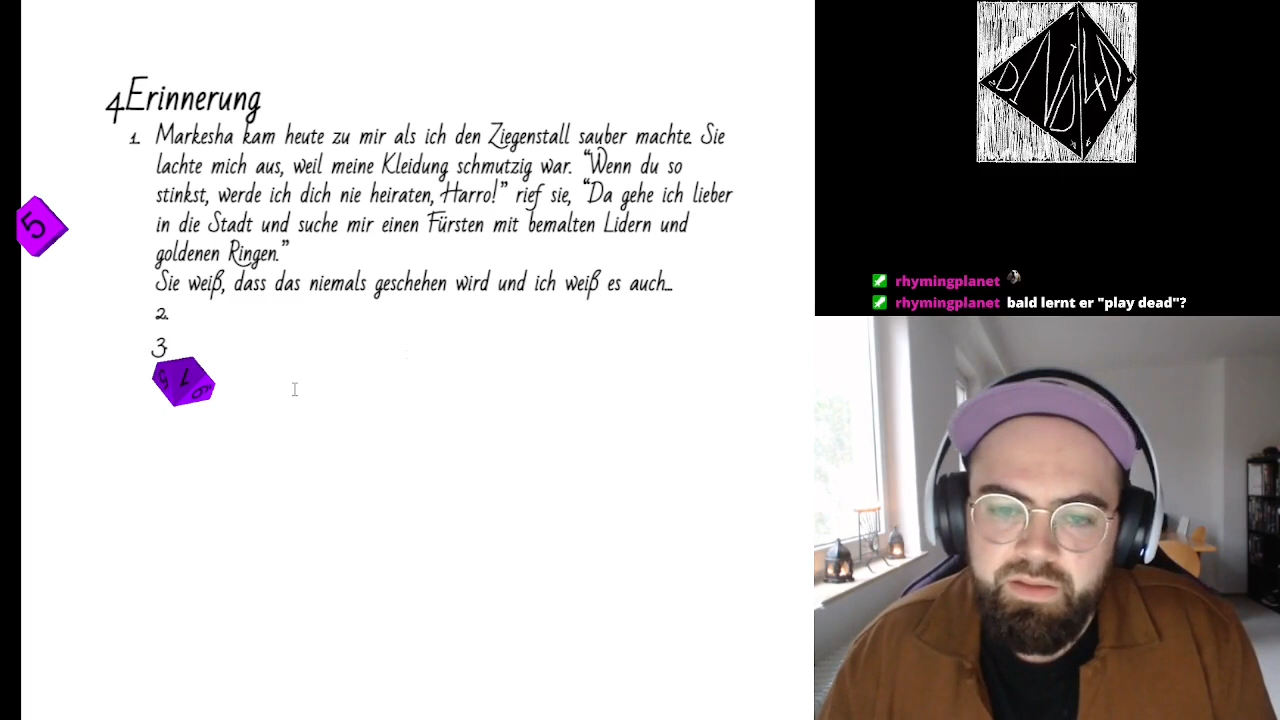 4 Erinnerung
1. Markesha kam heute zu mir als ich den Ziegenstall sauber machte. Sie
lachte mich aus, weil meine Kleidung schmutzig war. "Wenn du so
stinkst, werde ich dich nie heiraten, Harro!" rief sie, "Da gehe ich lieber
in die Stadt und suche mir einen Fürsten mit bemalten Lidern und
goldenen Ringen."
Sie weiß, dass das niemals geschehen wird und ich weiß es auch...
2.
3.
5
7
rhymingplanet
rhymingplanet bald lernt er "play dead"?